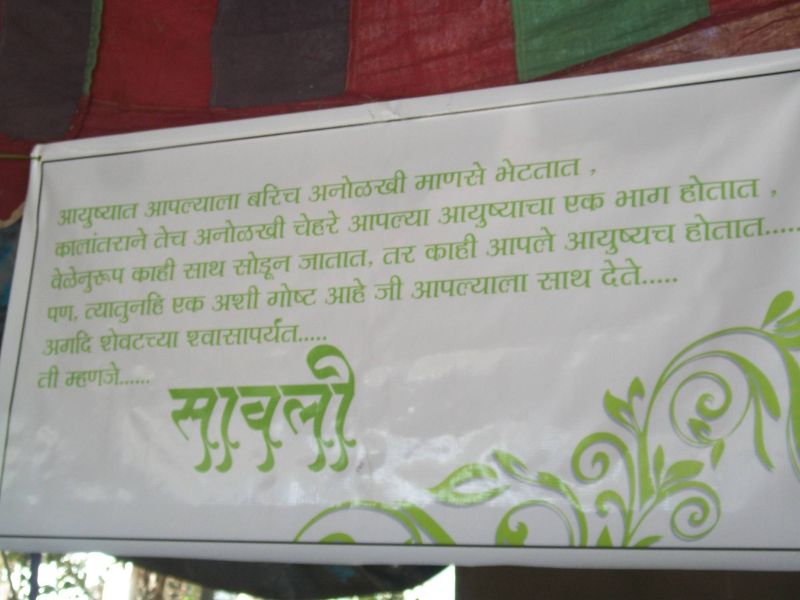 आयुष्यात आपल्याला बरिच अनोळखी माणसे भेटतात ,
कालांतराने तेच अनोळखी चेहरे आपल्या आयुष्याचा एक भाग होतात ,
वेळेनुरूप काही साथ सोडून जातात, तर काही आपले आयुष्यच होतात.....
पण, त्यातुनहि एक अशी गोष्ट आहे जी आपल्याला साथ देते.....
अगदि शेवटच्या श्वासापर्यंत.....
ती म्हणजे......
सावली